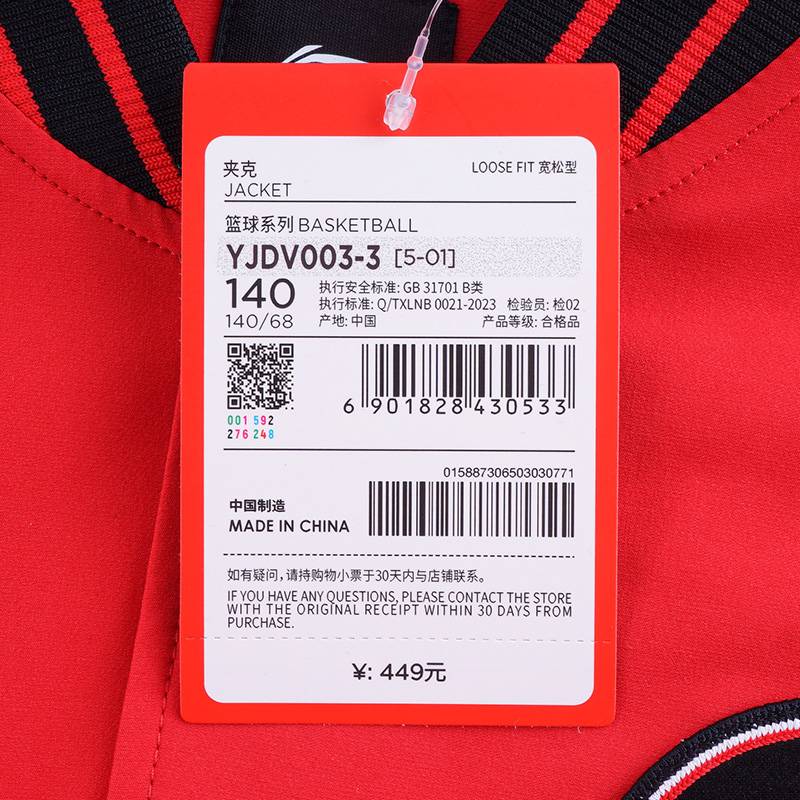 夹克
JACKET
LOOSE FIT 宽松型
篮球系列 BASKETBALL
YJDV003-3 [5-01]
140
140/68
执行安全标准: GB 31701 B类
执行标准: Q/TXLNB 0021-2023 检验员: 检02
产地: 中国 产品等级: 合格品
001 592
276 248
6 901828 430533
015887306503030771
中国制造
MADE IN CHINA
如有疑问,请持购物小票于30天内与店铺联系。
IF YOU HAVE ANY QUESTIONS, PLEASE CONTACT THE STORE
WITH THE ORIGINAL RECEIPT WITHIN 30 DAYS FROM
PURCHASE.
¥: 449元